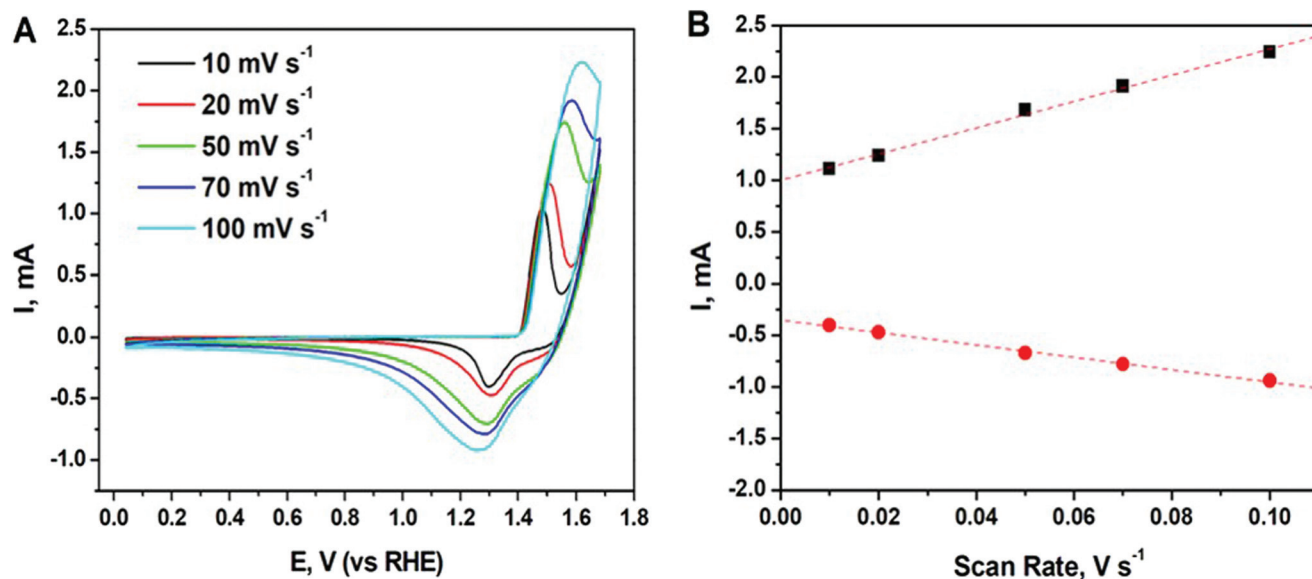 A
10 mV s⁻¹
20 mV s⁻¹
50 mV s⁻¹
70 mV s⁻¹
100 mV s⁻¹
I, mA
2.5
2.0
1.5
1.0
0.5
0.0
-0.5
-1.0
0.0 0.2 0.4 0.6 0.8 1.0 1.2 1.4 1.6 1.8
E, V (vs RHE)
B
I, mA
2.5
2.0
1.5
1.0
0.5
0.0
-0.5
-1.0
-1.5
-2.0
0.00 0.02 0.04 0.06 0.08 0.10
Scan Rate, V s⁻¹